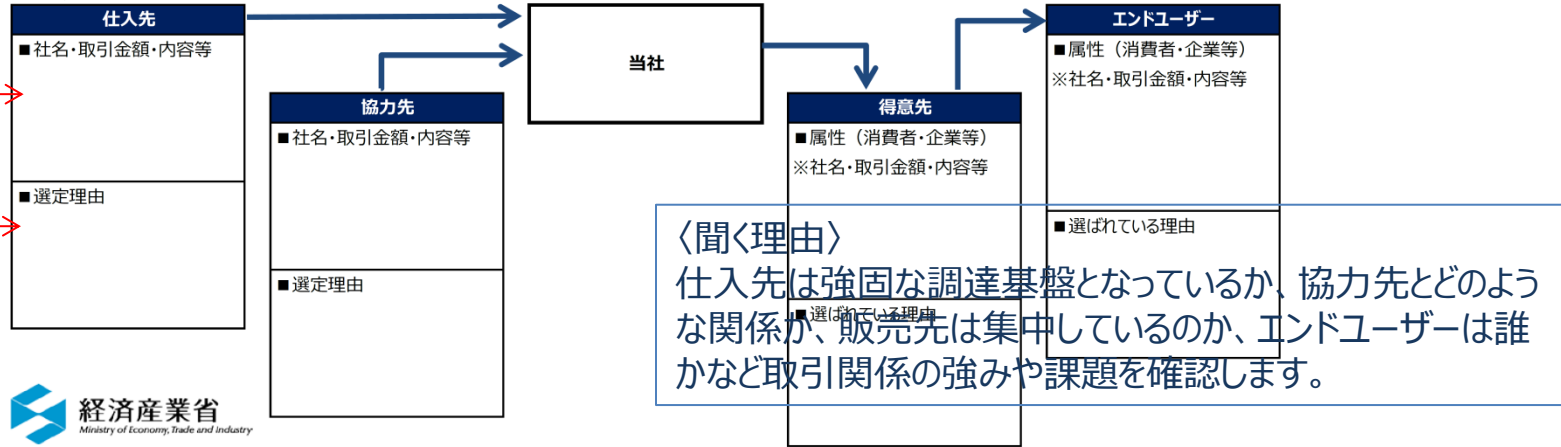 仕入先
■社名・取引金額・内容等
■選定理由
協力先
■社名・取引金額・内容等
■選定理由
当社
得意先
■属性（消費者・企業等）
※社名・取引金額・内容等
■選ばれている理由
エンドユーザー
■属性（消費者・企業等）
※社名・取引金額・内容等
■選ばれている理由
〈聞く理由〉
仕入先は強固な調達基盤となっているか、協力先とどのよう
な関係か、販売先は集中しているのか、エンドユーザーは誰
かなど取引関係の強みや課題を確認します。
経済産業省
Ministry of Economy, Trade and Industry